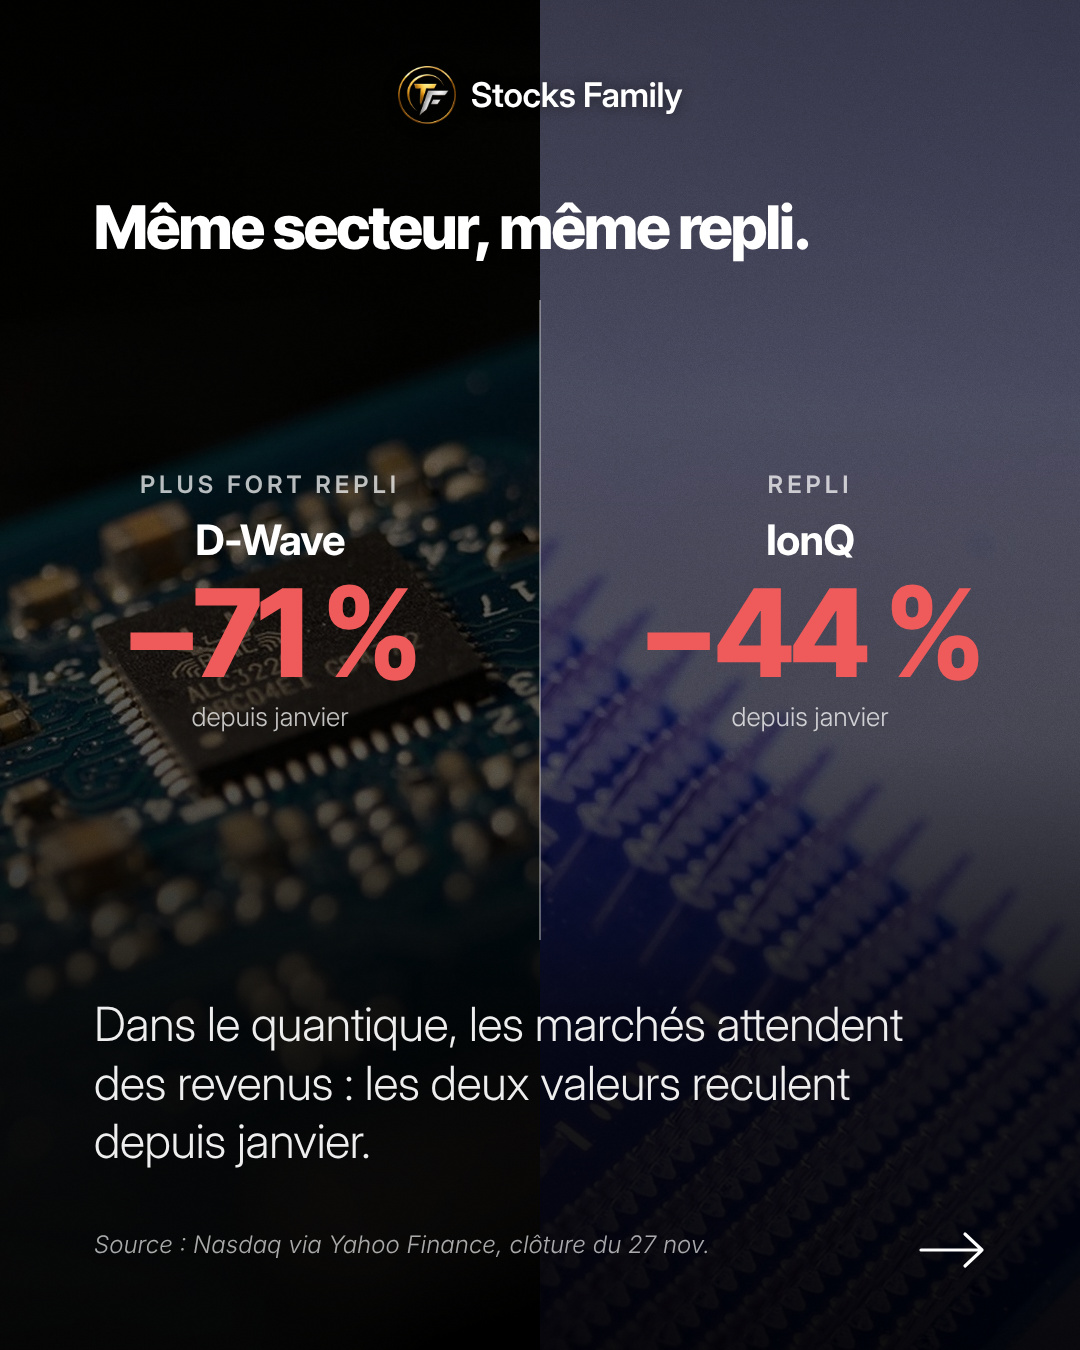 Stocks Family
Même secteur, même repli.
PLUS FORT REPLI
D-Wave
–71 %
depuis janvier
REPLI
IonQ
–44 %
depuis janvier
Dans le quantique, les marchés attendent
des revenus : les deux valeurs reculent
depuis janvier.
Source : Nasdaq via Yahoo Finance, clôture du 27 nov.